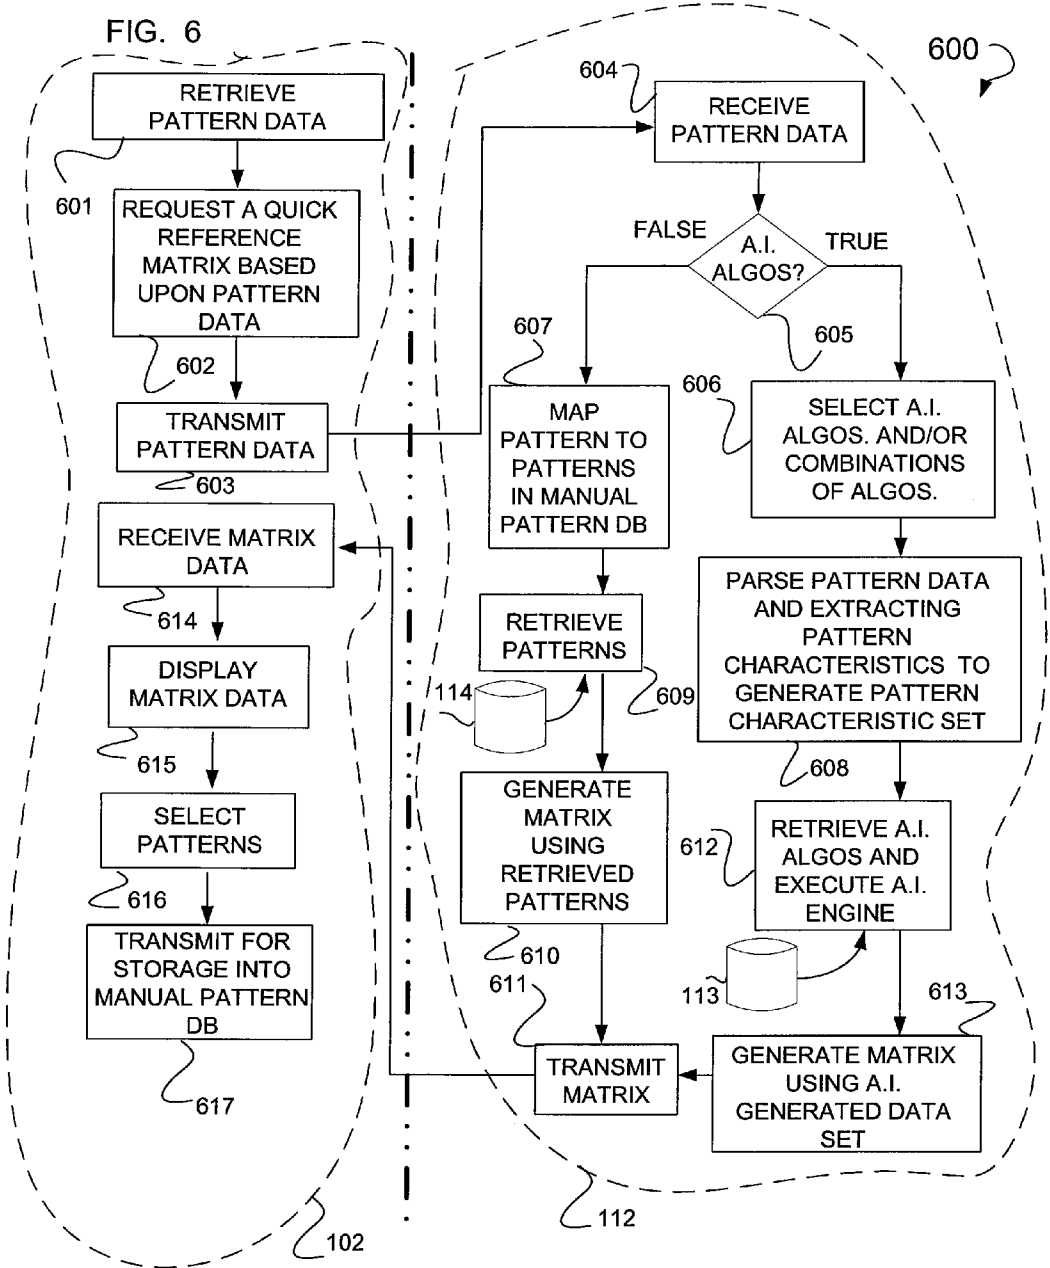 FIG. 6
600
RETRIEVE
PATTERN DATA
601
REQUEST A QUICK
REFERENCE
MATRIX BASED
UPON PATTERN
DATA
602
TRANSMIT
PATTERN DATA
603
RECEIVE MATRIX
DATA
614
DISPLAY
MATRIX DATA
615
SELECT
PATTERNS
616
TRANSMIT FOR
STORAGE INTO
MANUAL PATTERN
DB
617
102
604
RECEIVE
PATTERN DATA
FALSE
A.I.
ALGOS?
TRUE
605
607
MAP
PATTERN TO
PATTERNS
IN MANUAL
PATTERN DB
606
SELECT A.I.
ALGOS. AND/OR
COMBINATIONS
OF ALGOS.
RETRIEVE
PATTERNS
609
114
PARSE PATTERN DATA
AND EXTRACTING
PATTERN
CHARACTERISTICS TO
GENERATE PATTERN
CHARACTERISTIC SET
608
GENERATE
MATRIX
USING
RETRIEVED
PATTERNS
610
612
RETRIEVE A.I.
ALGOS AND
EXECUTE A.I.
ENGINE
113
611
TRANSMIT
MATRIX
613
GENERATE MATRIX
USING A.I.
GENERATED DATA
SET
112